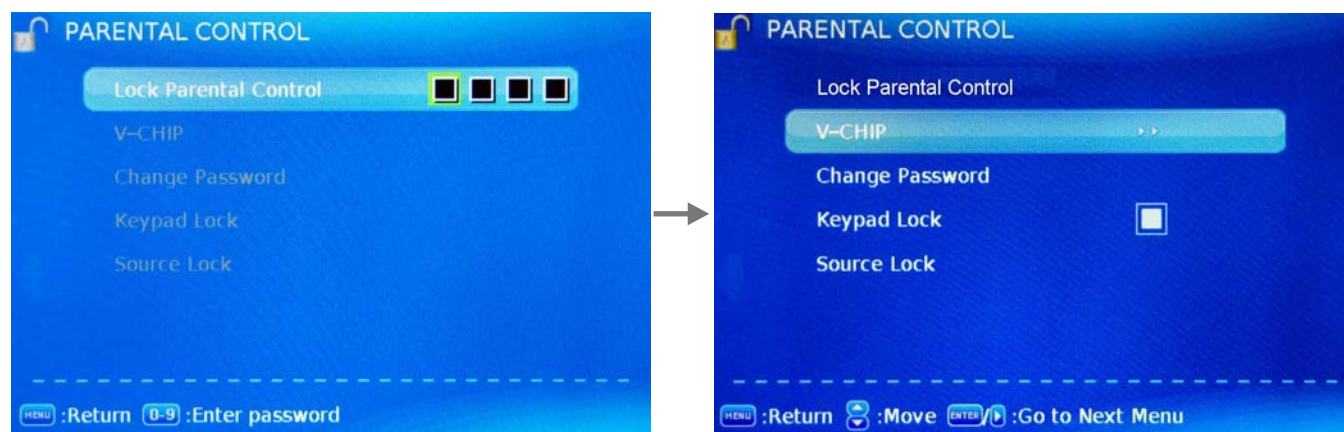 PARENTAL CONTROL
Lock Parental Control
V-CHIP
Change Password
Keypad Lock
Source Lock
MENU :Return 0-9 :Enter password
PARENTAL CONTROL
Lock Parental Control
V-CHIP
Change Password
Keypad Lock
Source Lock
MENU :Return :Move ENTER/ :Go to Next Menu